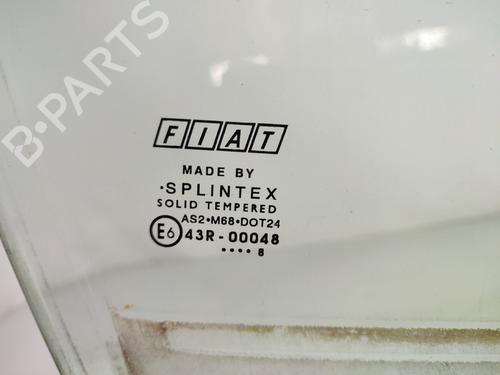 B-PARTS
FIAT
MADE BY
•SPLINTEX
SOLID TEMPERED
AS2•M68•DOT24
E6 43R-00048
•••• 8